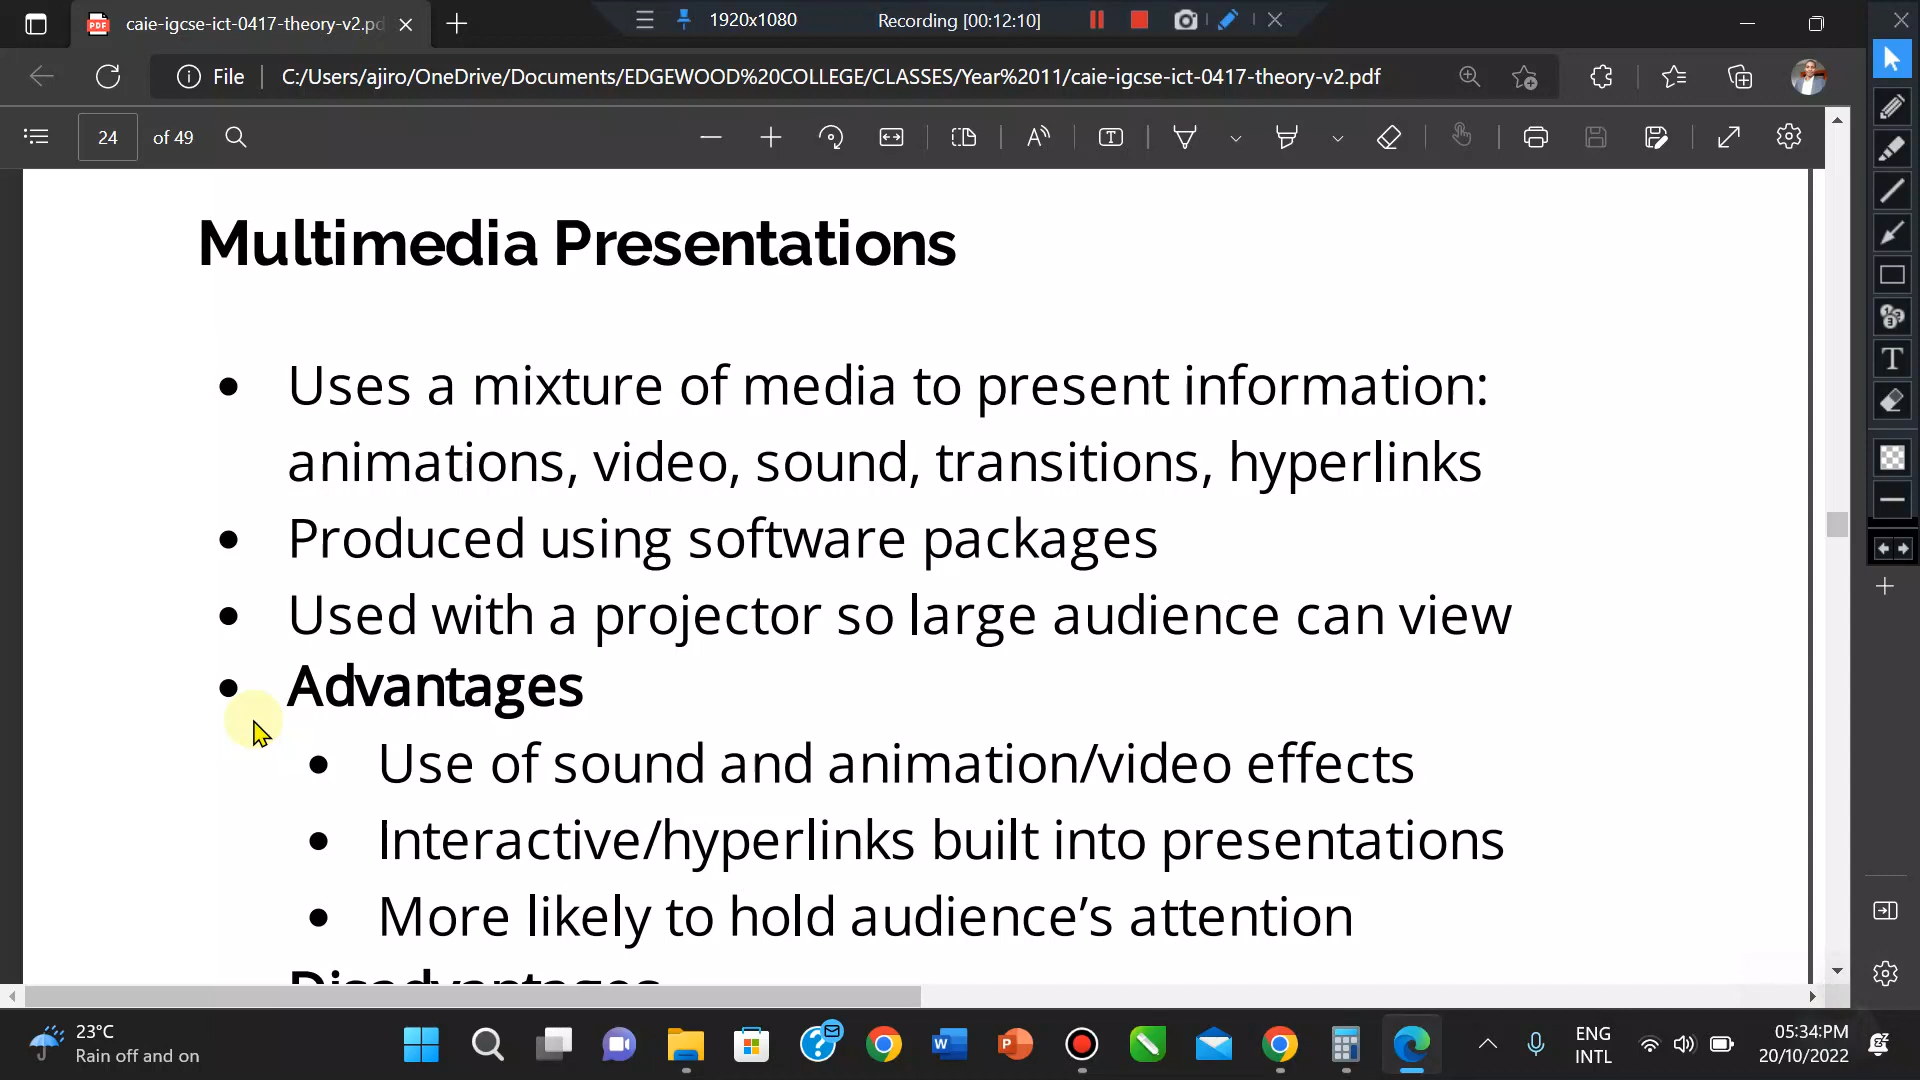 caie-igcse-ict-0417-theory-v2.pd
1920x1080
Recording [00:12:10]
File
C:/Users/ajiro/OneDrive/Documents/EDGEWOOD%20COLLEGE/CLASSES/Year%2011/caie-igcse-ict-0417-theory-v2.pdf
24 of 49
Multimedia Presentations
• Uses a mixture of media to present information:
animations, video, sound, transitions, hyperlinks
• Produced using software packages
• Used with a projector so large audience can view
• Advantages
• Use of sound and animation/video effects
• Interactive/hyperlinks built into presentations
• More likely to hold audience’s attention
Disadvantages
23°C
Rain off and on
ENG
INTL
05:34:PM
20/10/2022